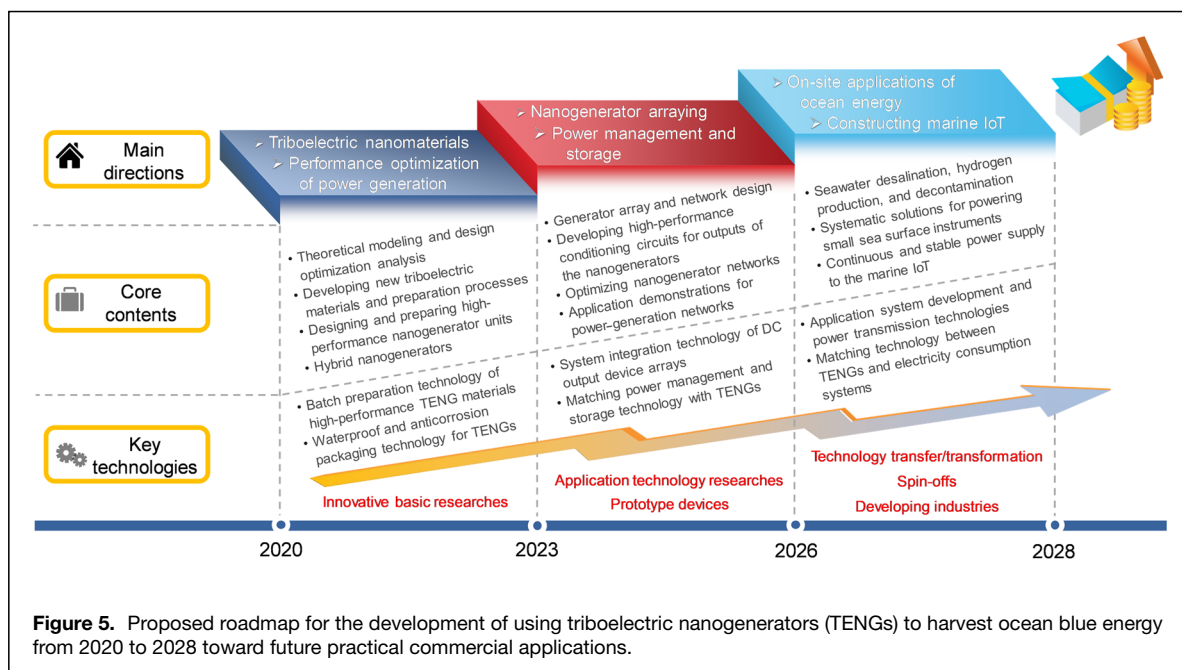 Main
directions
➢ Triboelectric nanomaterials
➢ Performance optimization
of power generation
➢ Nanogenerator arraying
➢ Power management and
storage
➢ On-site applications of
ocean energy
➢ Constructing marine IoT
Core
contents
• Theoretical modeling and design
optimization analysis
• Developing new triboelectric
materials and preparation processes
• Designing and preparing high-
performance nanogenerator units
• Hybrid nanogenerators
• Generator array and network design
• Developing high-performance
conditioning circuits for outputs of
the nanogenerators
• Optimizing nanogenerator networks
• Application demonstrations for
power–generation networks
• Seawater desalination, hydrogen
production, and decontamination
• Systematic solutions for powering
small sea surface instruments
• Continuous and stable power supply
to the marine IoT
Key
technologies
• Batch preparation technology of
high-performance TENG materials
• Waterproof and anticorrosion
packaging technology for TENGs
• System integration technology of DC
output device arrays
• Matching power management and
storage technology with TENGs
• Application system development and
power transmission technologies
• Matching technology between
TENGs and electricity consumption
systems
Innovative basic researches
Application technology researches
Prototype devices
Technology transfer/transformation
Spin-offs
Developing industries
2020
2023
2026
2028
Figure 5. Proposed roadmap for the development of using triboelectric nanogenerators (TENGs) to harvest ocean blue energy
from 2020 to 2028 toward future practical commercial applications.